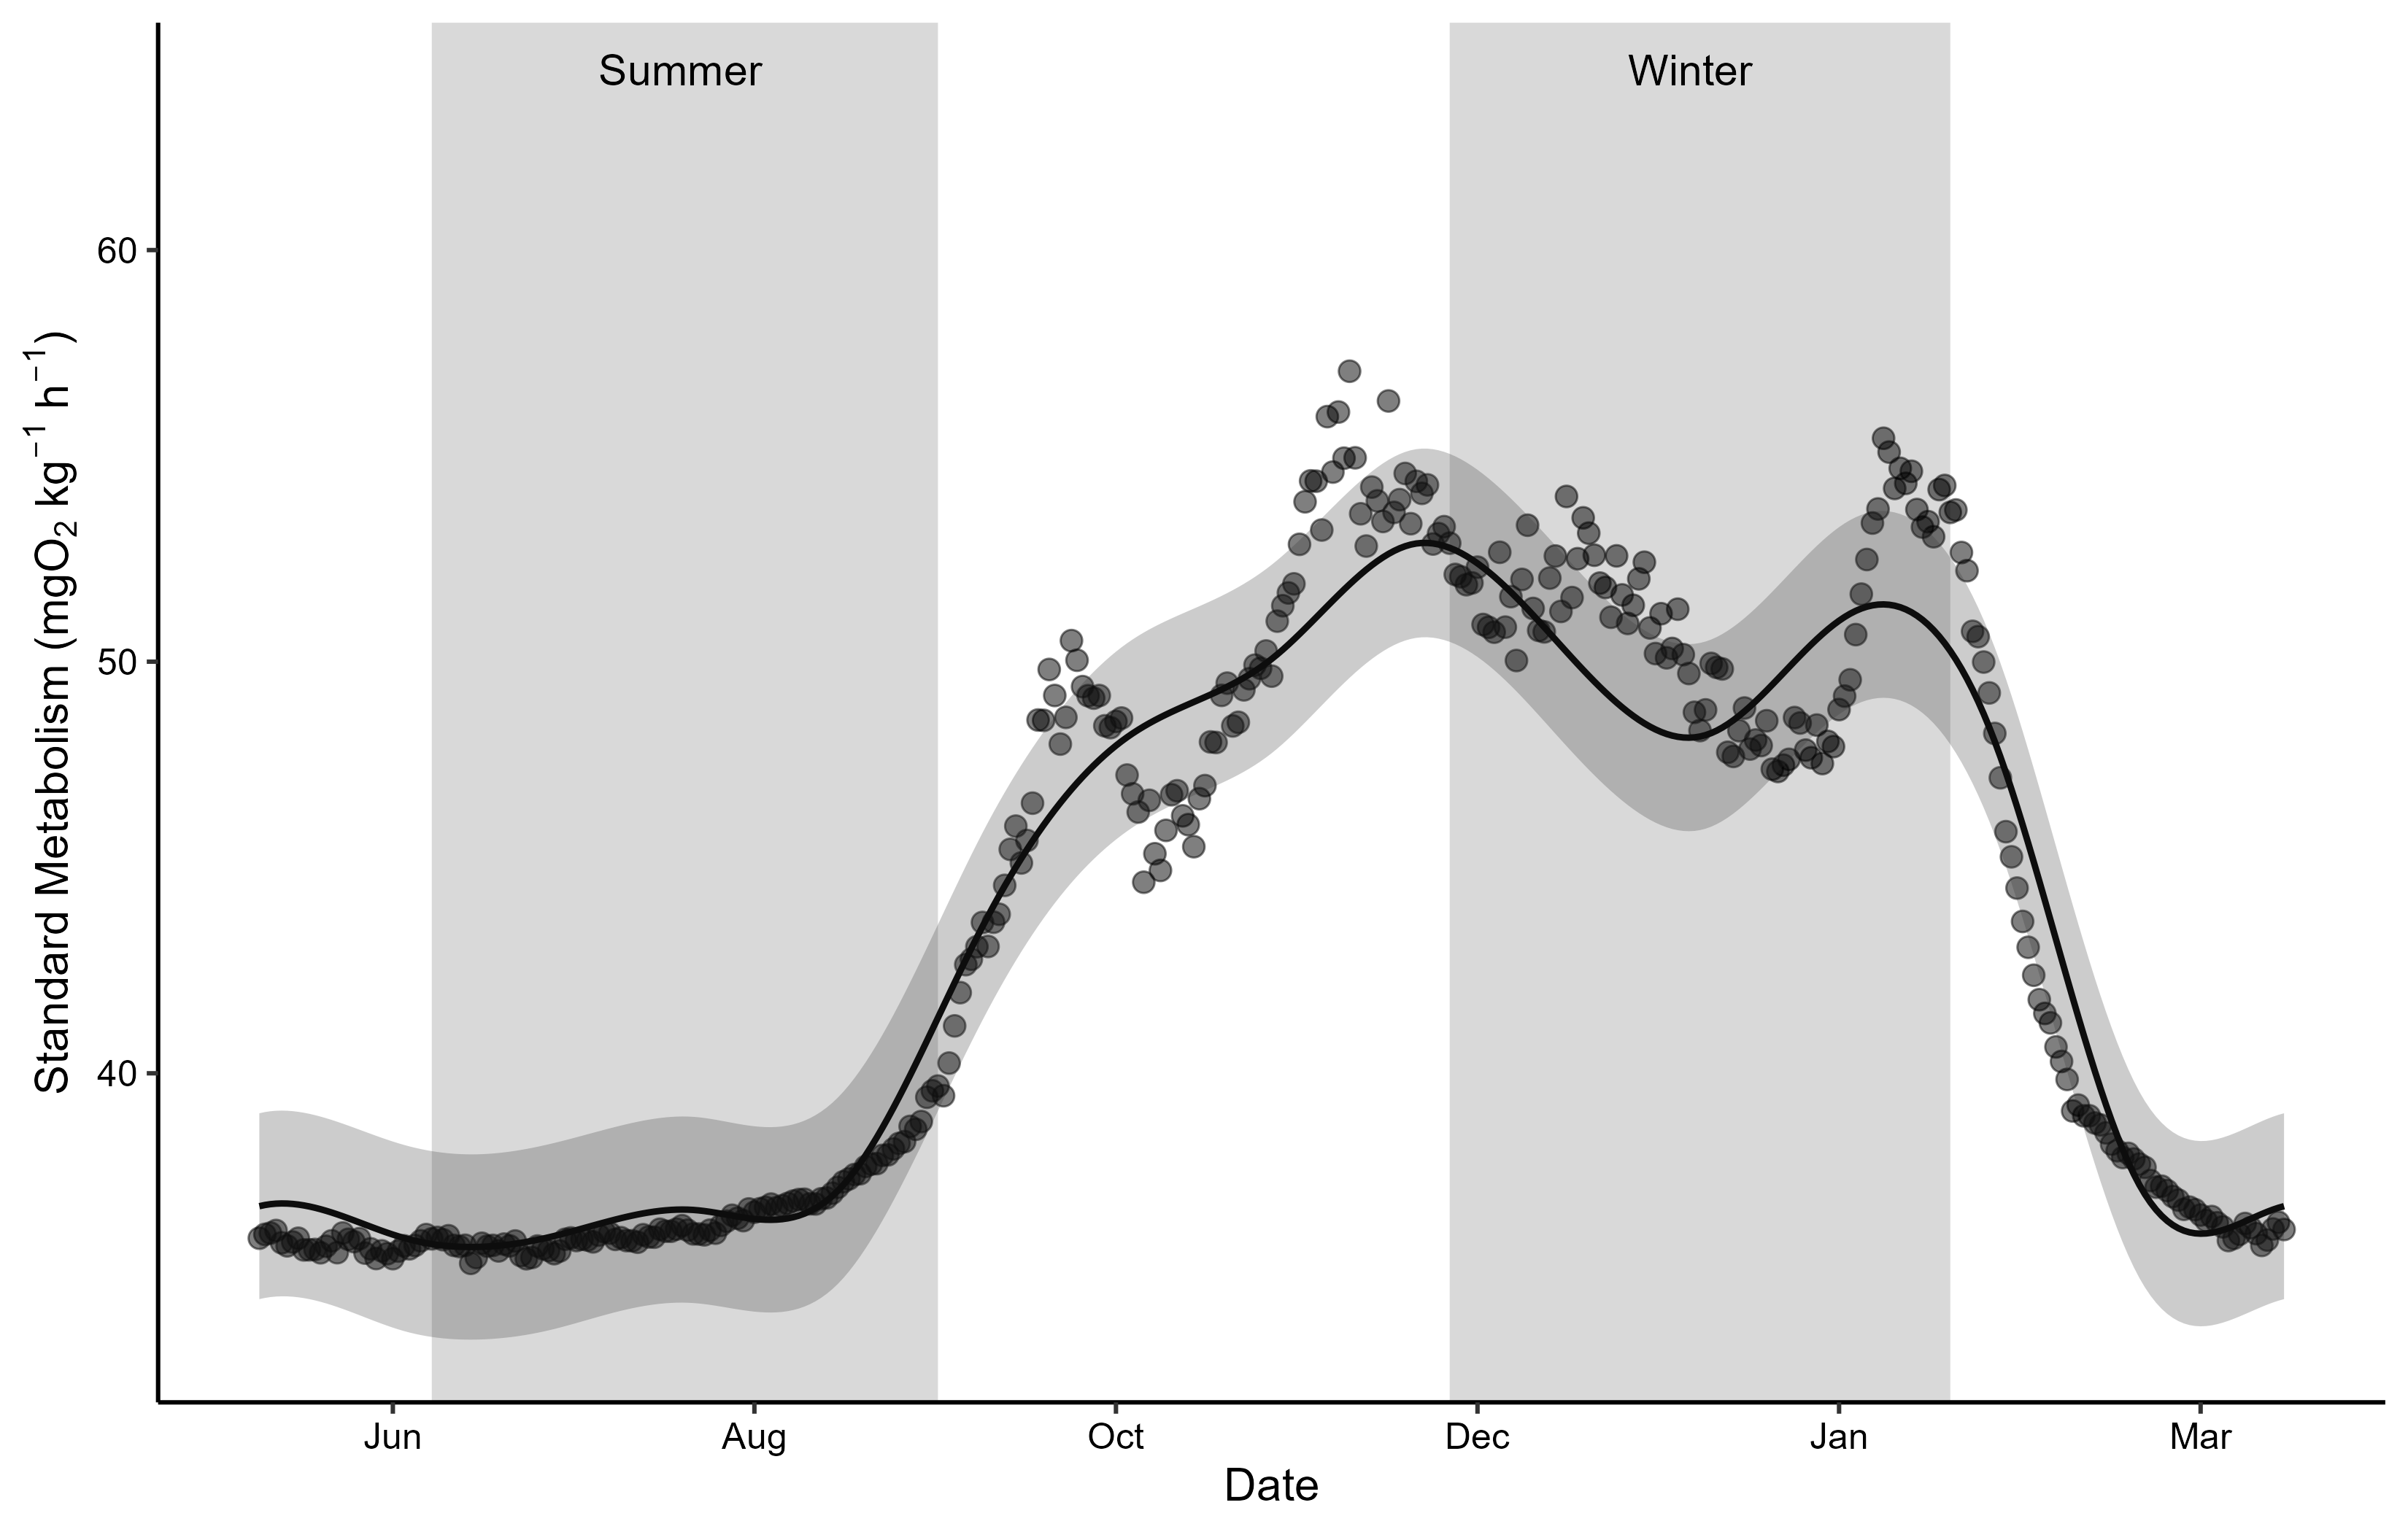 Summer
Winter
Standard Metabolism (mgO₂ kg⁻¹ h⁻¹)
60
50
40
Jun
Aug
Oct
Dec
Jan
Mar
Date